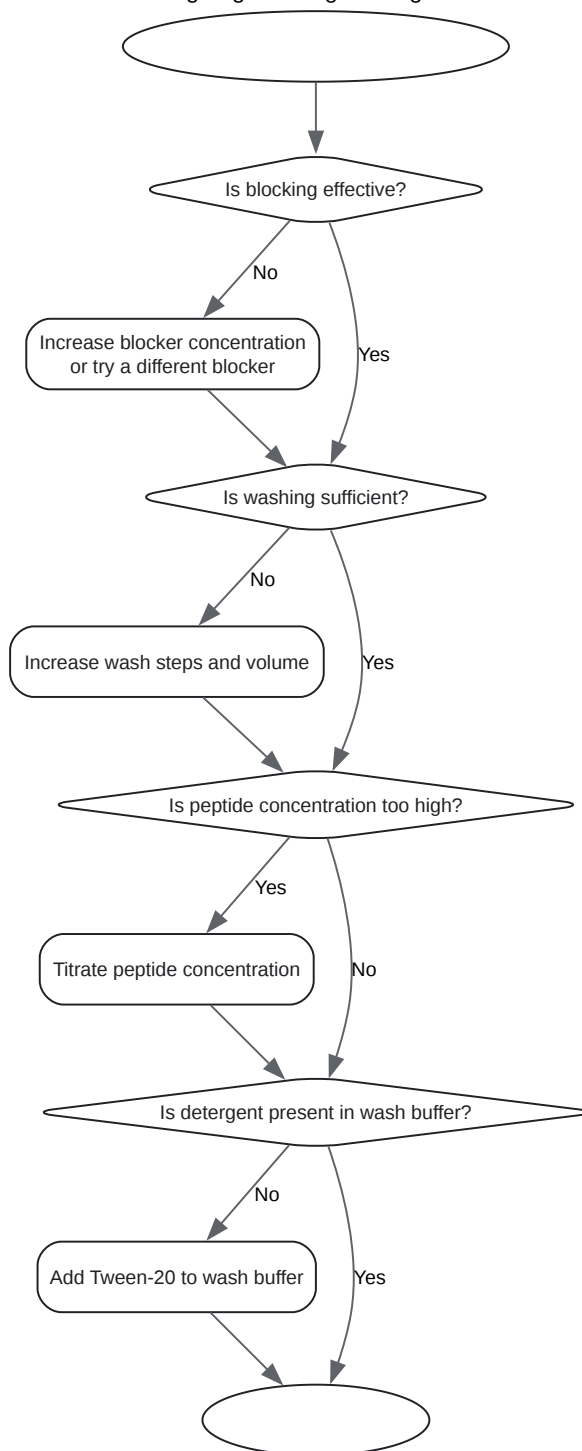 Is blocking effective?
No
Increase blocker concentration
or try a different blocker
Yes
Is washing sufficient?
No
Increase wash steps and volume
Yes
Is peptide concentration too high?
Yes
Titrate peptide concentration
No
Is detergent present in wash buffer?
No
Add Tween-20 to wash buffer
Yes